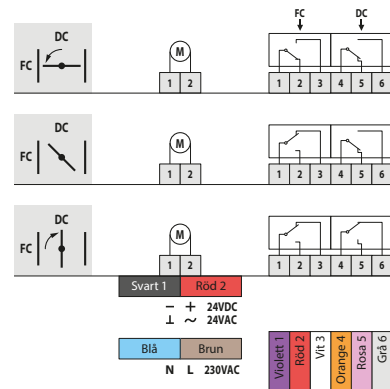 FC DC
DC
FC
M
1 2
1 2 3 4 5 6
DC
FC
M
1 2
1 2 3 4 5 6
DC
FC
M
1 2
1 2 3 4 5 6
Svart 1 Röd 2
− + 24VDC
⊥ ~ 24VAC
Blå Brun
N L 230VAC
Violett 1
Röd 2
Vit 3
Orange 4
Rosa 5
Grå 6